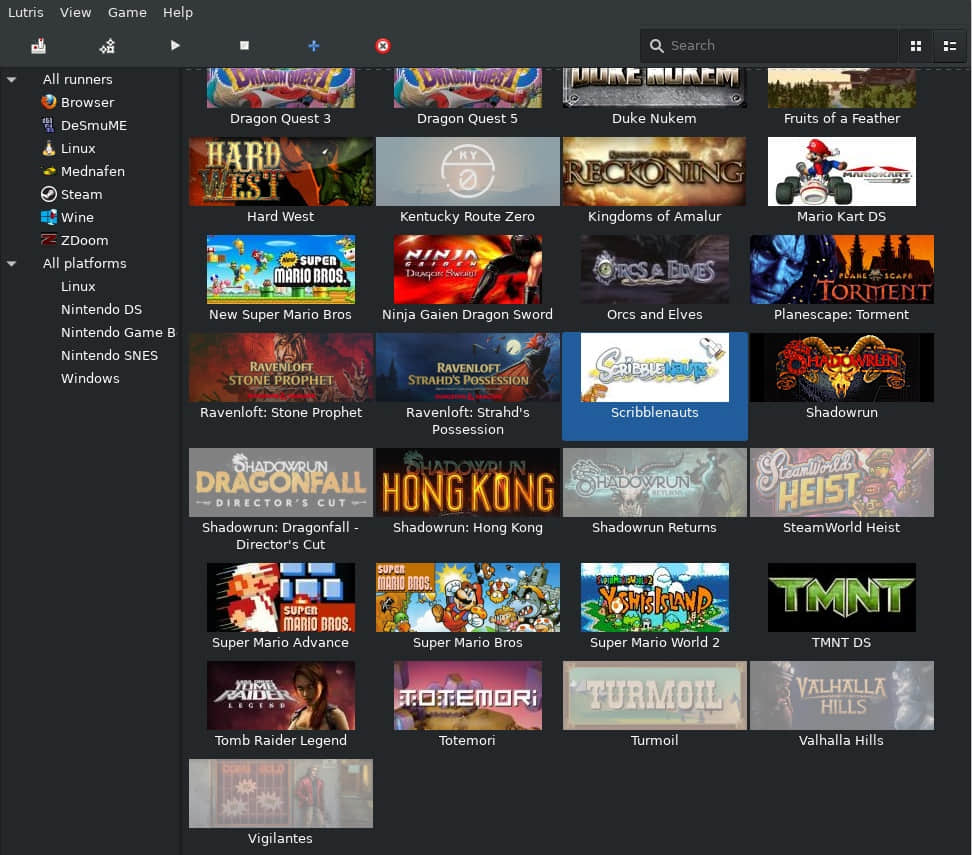 Lutris View Game Help
Search
All runners
Browser
DeSmuME
Linux
Mednafen
Steam
Wine
ZDoom
All platforms
Linux
Nintendo DS
Nintendo Game B
Nintendo SNES
Windows
DRAGON QUEST
DRAGON QUEST
DUKE NUKEM
Dragon Quest 3
Dragon Quest 5
Duke Nukem
Fruits of a Feather
HARD
WEST
KY
0
RECKONING
MARIOKART
DS
Hard West
Kentucky Route Zero
Kingdoms of Amalur
Mario Kart DS
New SUPER
MARIO BROS.
NINJA
GAIDEN
DRAGON SWORD
ORCS & ELVES
PLANESCAPE
TORMENT
New Super Mario Bros
Ninja Gaien Dragon Sword
Orcs and Elves
Planescape: Torment
RAVENLOFT
STONE PROPHET
RAVENLOFT
STRAHD'S POSSESSION
SCRIBBLENAUTS
SHADOWRUN
Ravenloft: Stone Prophet
Ravenloft: Strahd's
Possession
Scribblenauts
Shadowrun
SHADOWRUN
DRAGONFALL
DIRECTOR'S CUT
SHADOWRUN
HONG KONG
SHADOWRUN
RETURNS
SteamWorld
HEIST
Shadowrun: Dragonfall -
Director's Cut
Shadowrun: Hong Kong
Shadowrun Returns
SteamWorld Heist
SUPER
MARIO BROS.
SUPER
MARIO BROS.
SUPER MARIO WORLD 2
YOSHI'S ISLAND
TMNT
Super Mario Advance
Super Mario Bros
Super Mario World 2
TMNT DS
LARA CROFT
TOMB
RAIDER
LEGEND
TOTEMORI
TURMOIL
VALHALLA
HILLS
Tomb Raider Legend
Totemori
Turmoil
Valhalla Hills
Vigilantes